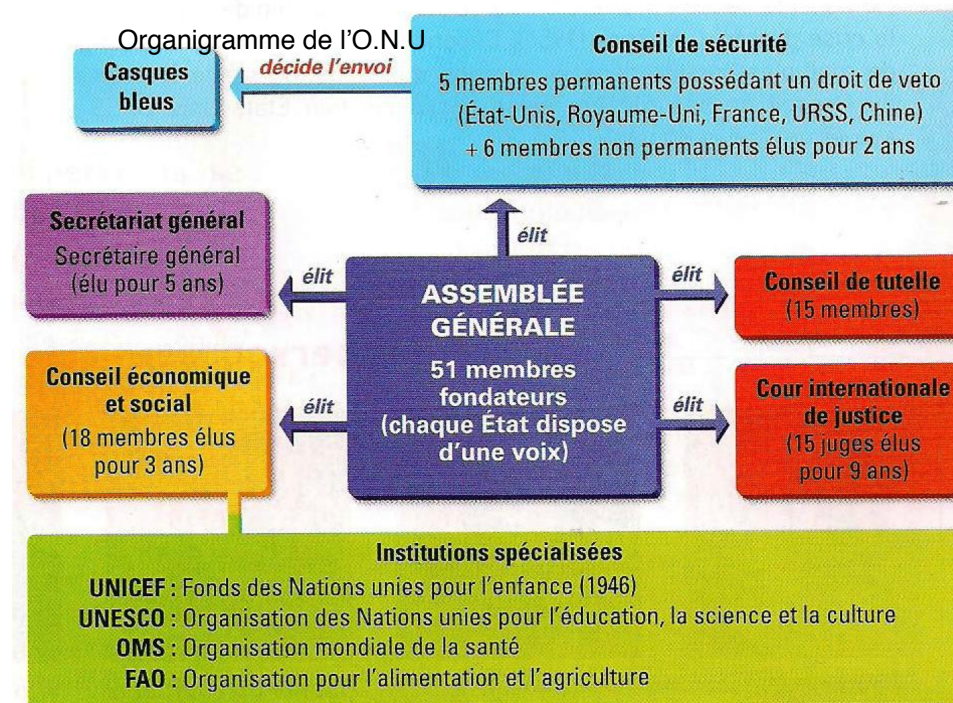 Organigramme de l'O.N.U
Casques
bleus
décide l'envoi
Conseil de sécurité
5 membres permanents possédant un droit de veto
(État-Unis, Royaume-Uni, France, URSS, Chine)
+ 6 membres non permanents élus pour 2 ans
élit
Secrétariat général
Secrétaire général
(élu pour 5 ans)
élit
ASSEMBLÉE
GÉNÉRALE
51 membres
fondateurs
(chaque État dispose
d'une voix)
élit
Conseil de tutelle
(15 membres)
Conseil économique
et social
(18 membres élus
pour 3 ans)
élit
élit
Cour internationale
de justice
(15 juges élus
pour 9 ans)
Institutions spécialisées
UNICEF : Fonds des Nations unies pour l'enfance (1946)
UNESCO : Organisation des Nations unies pour l'éducation, la science et la culture
OMS : Organisation mondiale de la santé
FAO : Organisation pour l'alimentation et l'agriculture